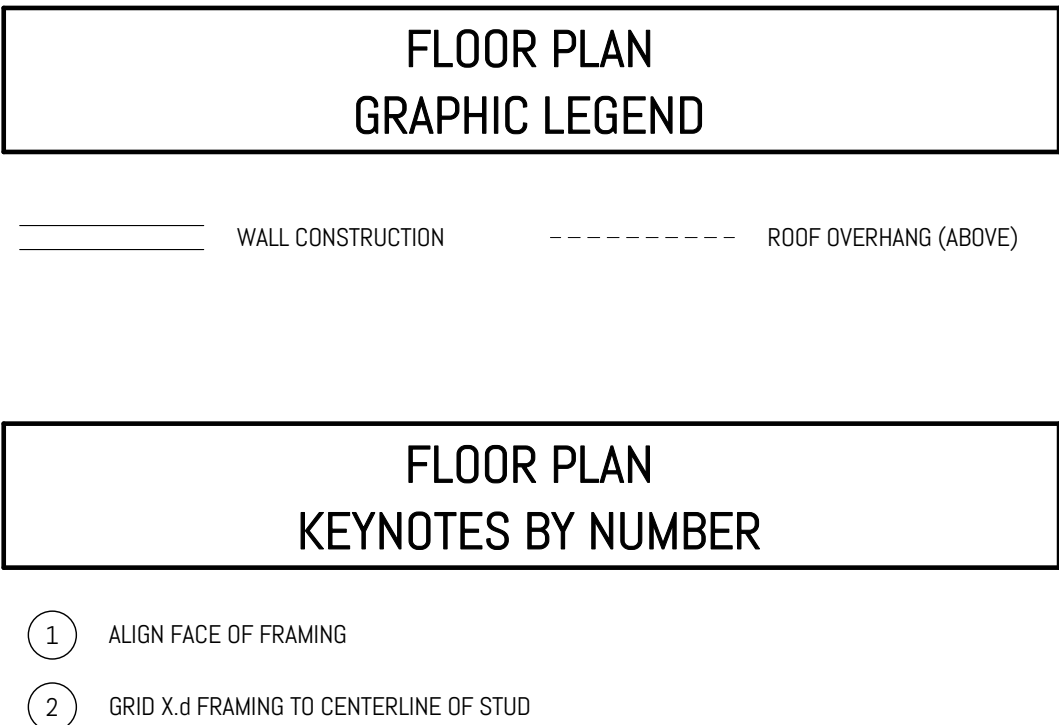 FLOOR PLAN
GRAPHIC LEGEND
WALL CONSTRUCTION
ROOF OVERHANG (ABOVE)
FLOOR PLAN
KEYNOTES BY NUMBER
1 ALIGN FACE OF FRAMING
2 GRID X.d FRAMING TO CENTERLINE OF STUD